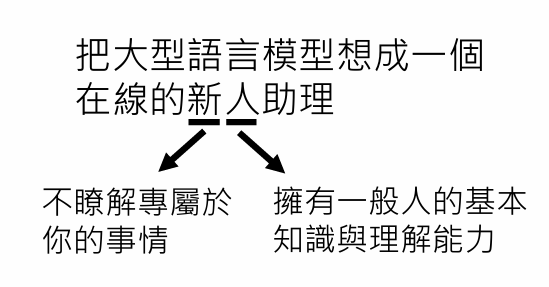 把大型語言模型想成一個
在線的新人助理
不瞭解專屬於
你的事情
擁有一般人的基本
知識與理解能力